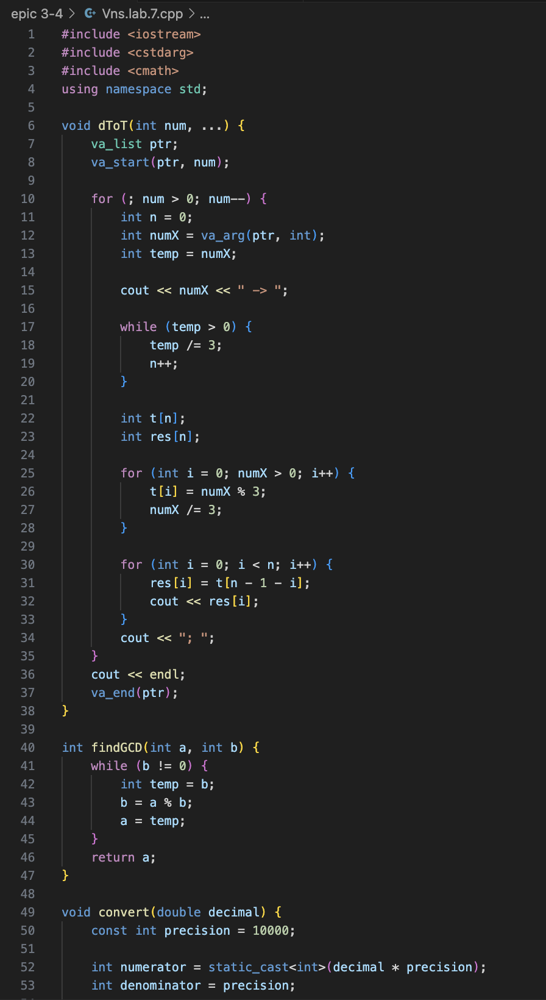 epic 3-4 > Vns.lab.7.cpp > ...
1 #include <iostream>
2 #include <cstdarg>
3 #include <cmath>
4 using namespace std;
5
6 void dToT(int num, ...) {
7     va_list ptr;
8     va_start(ptr, num);
9
10     for (; num > 0; num--) {
11         int n = 0;
12         int numX = va_arg(ptr, int);
13         int temp = numX;
14
15         cout << numX << " -> ";
16
17         while (temp > 0) {
18             temp /= 3;
19             n++;
20         }
21
22         int t[n];
23         int res[n];
24
25         for (int i = 0; numX > 0; i++) {
26             t[i] = numX % 3;
27             numX /= 3;
28         }
29
30         for (int i = 0; i < n; i++) {
31             res[i] = t[n - 1 - i];
32             cout << res[i];
33         }
34         cout << "; ";
35     }
36     cout << endl;
37     va_end(ptr);
38 }
39
40 int findGCD(int a, int b) {
41     while (b != 0) {
42         int temp = b;
43         b = a % b;
44         a = temp;
45     }
46     return a;
47 }
48
49 void convert(double decimal) {
50     const int precision = 10000;
51
52     int numerator = static_cast<int>(decimal * precision);
53     int denominator = precision;